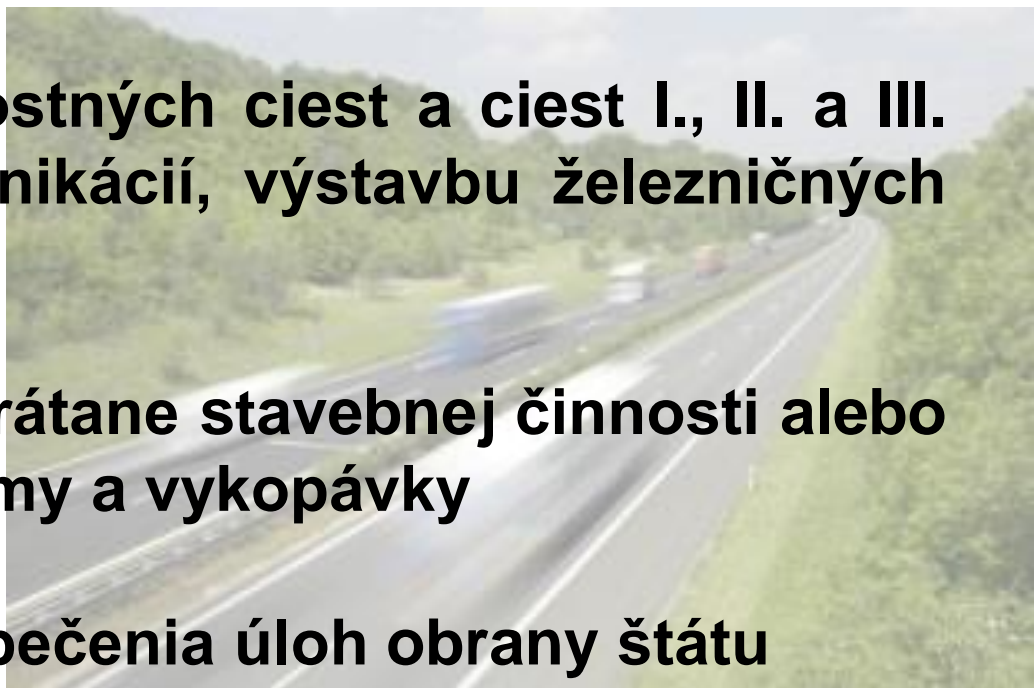 ostných ciest a ciest I., II. a III.
nikácií, výstavbu železničných
rátane stavebnej činnosti alebo
my a vykopávky
pečenia úloh obrany štátu